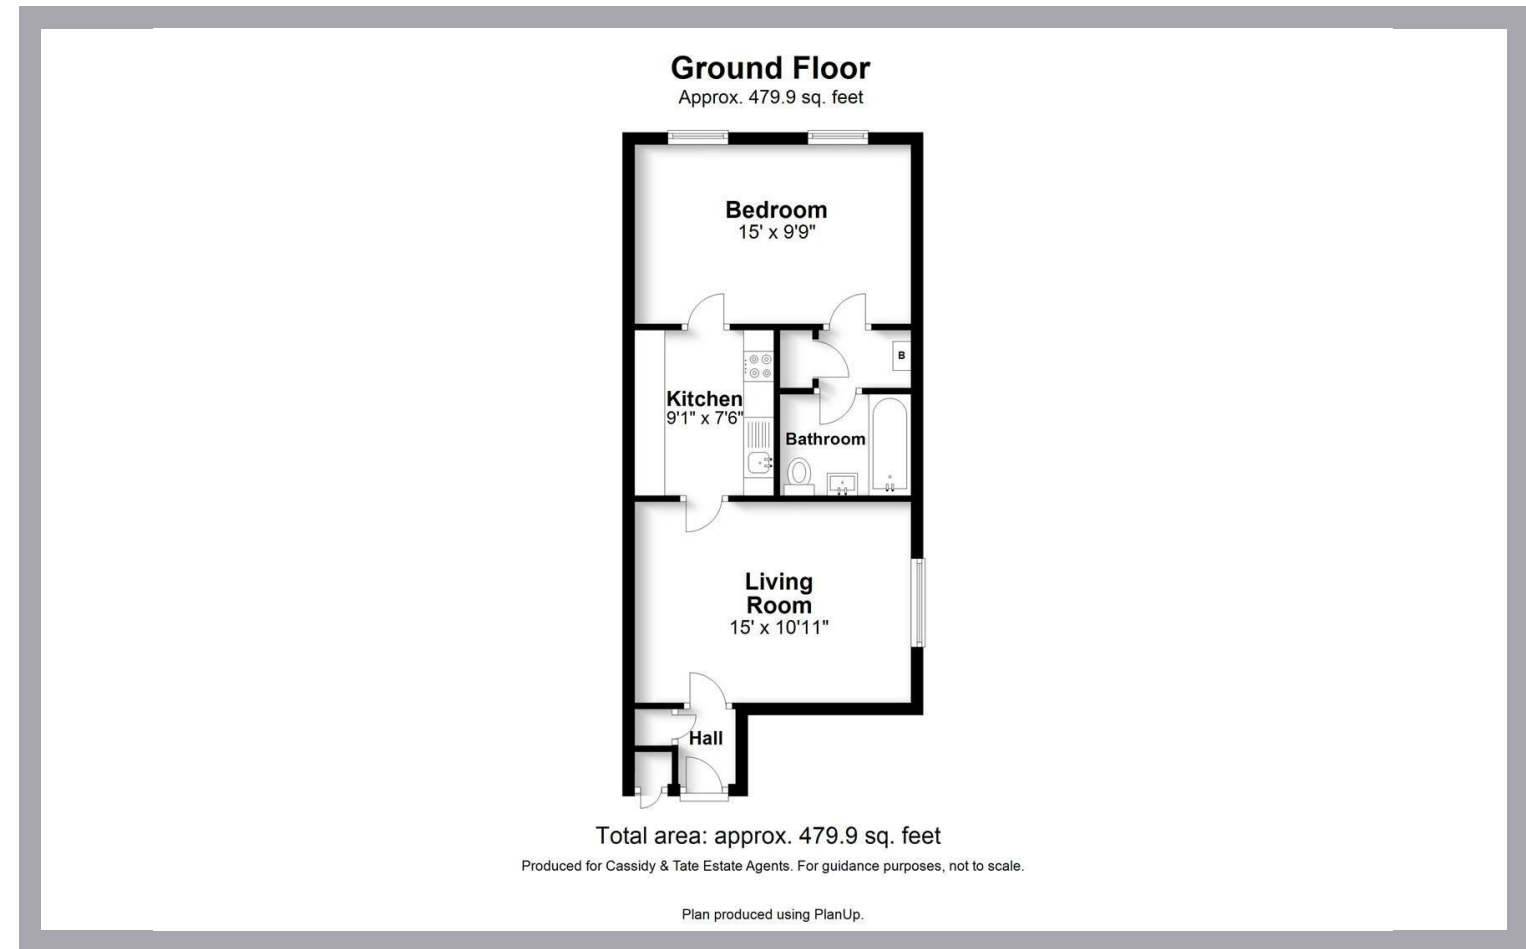 Ground Floor
Approx. 479.9 sq. feet
Bedroom
15' x 9'9"
B
Kitchen
9'1" x 7'6"
Bathroom
Living
Room
15' x 10'11"
Hall
Total area: approx. 479.9 sq. feet
Produced for Cassidy & Tate Estate Agents. For guidance purposes, not to scale.
Plan produced using PlanUp.